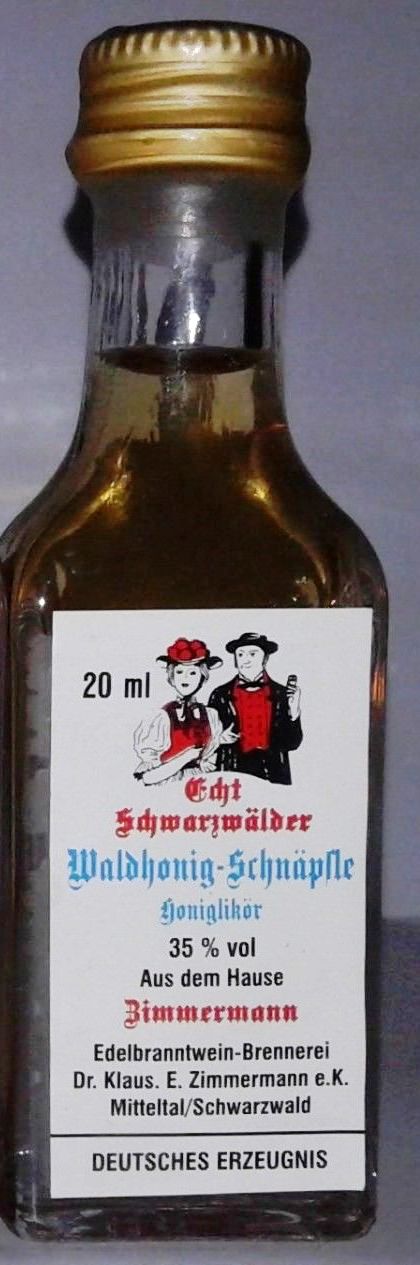 20 ml
Echt
Schwarzwälder
Waldhonig-Schnäpsle
Honiglikör
35 % vol
Aus dem Hause
Zimmermann
Edelbranntwein-Brennerei
Dr. Klaus. E. Zimmermann e.K.
Mitteltal/Schwarzwald
DEUTSCHES ERZEUGNIS